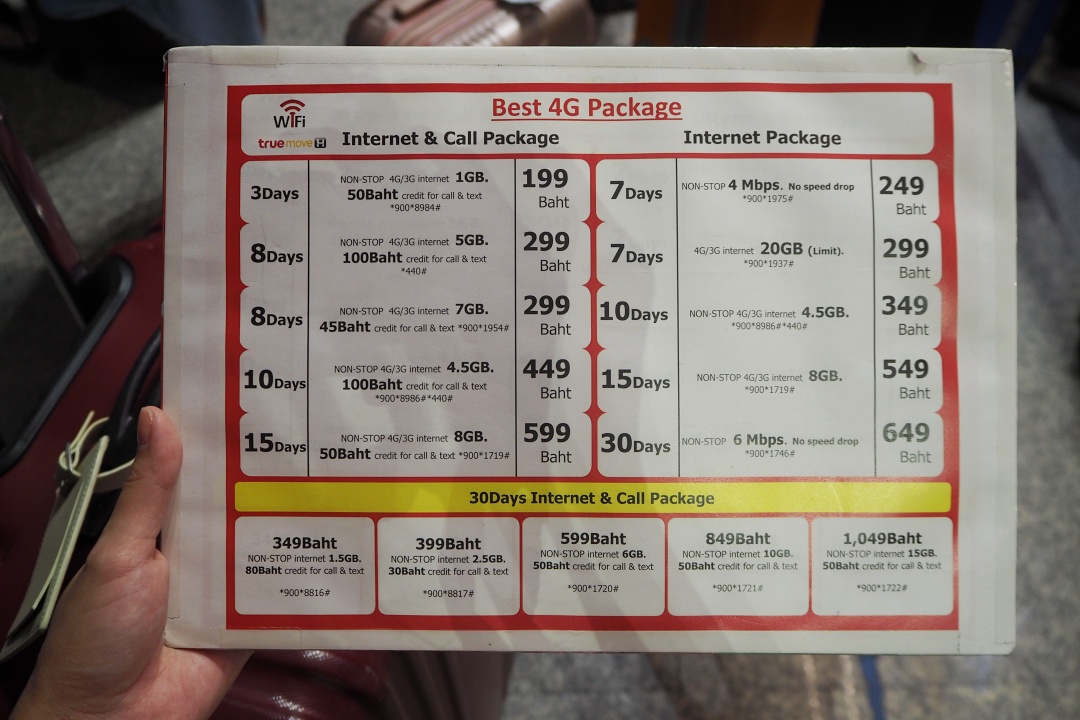 WiFi
truemove H
Best 4G Package
Internet & Call Package
Internet Package
3Days
NON-STOP 4G/3G internet 1GB.
50Baht credit for call & text
*900*8984#
199
Baht
8Days
NON-STOP 4G/3G internet 5GB.
100Baht credit for call & text
*440#
299
Baht
8Days
NON-STOP 4G/3G internet 7GB.
45Baht credit for call & text *900*1954#
299
Baht
10Days
NON-STOP 4G/3G internet 4.5GB.
100Baht credit for call & text
*900*8986#*440#
449
Baht
15Days
NON-STOP 4G/3G internet 8GB.
50Baht credit for call & text *900*1719#
599
Baht
7Days
NON-STOP 4 Mbps. No speed drop
*900*1975#
249
Baht
7Days
4G/3G internet 20GB (Limit).
*900*1937#
299
Baht
10Days
NON-STOP 4G/3G internet 4.5GB.
*900*8986#*440#
349
Baht
15Days
NON-STOP 4G/3G internet 8GB.
*900*1719#
549
Baht
30Days
NON-STOP 6 Mbps. No speed drop
*900*1746#
649
Baht
30Days Internet & Call Package
349Baht
NON-STOP internet 1.5GB.
80Baht credit for call & text
*900*8816#
399Baht
NON-STOP internet 2.5GB.
30Baht credit for call & text
*900*8817#
599Baht
NON-STOP internet 6GB.
50Baht credit for call & text
*900*1720#
849Baht
NON-STOP internet 10GB.
50Baht credit for call & text
*900*1721#
1,049Baht
NON-STOP internet 15GB.
50Baht credit for call & text
*900*1722#